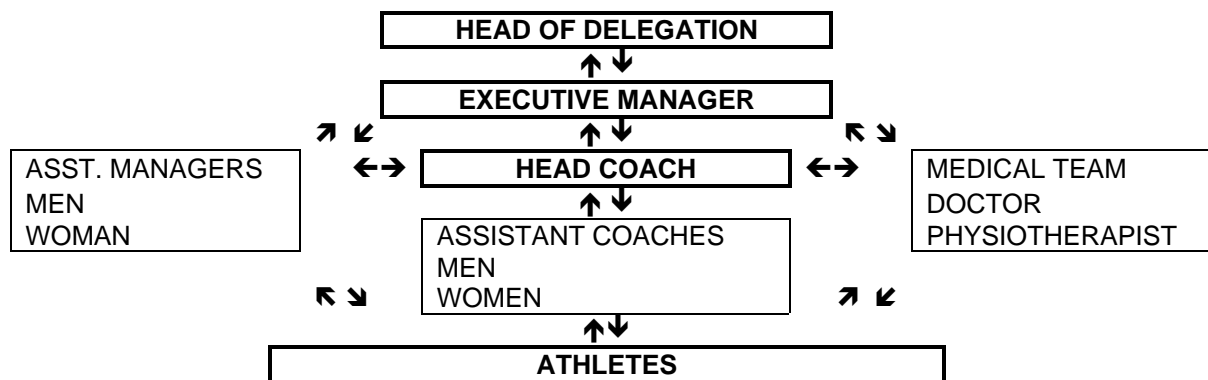 HEAD OF DELEGATION
EXECUTIVE MANAGER
ASST. MANAGERS
MEN
WOMAN
HEAD COACH
MEDICAL TEAM
DOCTOR
PHYSIOTHERAPIST
ASSISTANT COACHES
MEN
WOMEN
ATHLETES